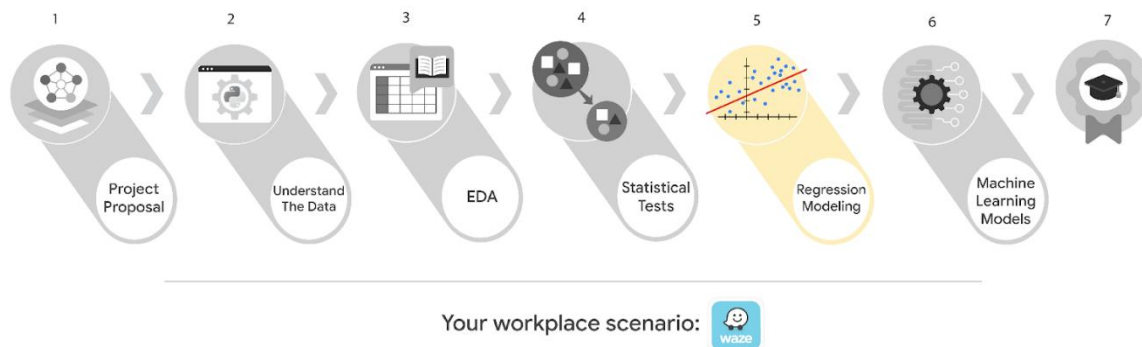 1
2
3
4
5
6
7
Project
Proposal
Understand
The Data
EDA
Statistical
Tests
Regression
Modeling
Machine
Learning
Models
Your workplace scenario:
waze